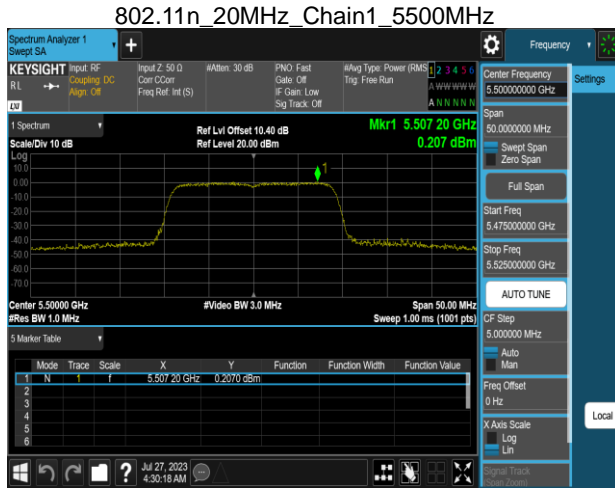 802.11n_20MHz_Chain1_5500MHz
Spectrum Analyzer 1
Swept SA
+
Frequency
KEYSIGHT
RL
Input: RF
Coupling: DC
Align: Off
Input Z: 50 Ω
Corr CCorr
Freq Ref: Int (S)
#Atten: 30 dB
PNO: Fast
Gate: Off
IF Gain: Low
Sig Track: Off
#Avg Type: Power (RMS
Trig: Free Run
1 2 3 4 5 6
A WW WW W
A N N N N N
LM
1 Spectrum
Scale/Div 10 dB
Log
Ref Lvl Offset 10.40 dB
Ref Level 20.00 dBm
Mkr1 5.507 20 GHz
0.207 dBm
10.0
0.00
-10.0
-20.0
-30.0
-40.0
-50.0
-60.0
-70.0
1
Center 5.50000 GHz
#Res BW 1.0 MHz
#Video BW 3.0 MHz
Span 50.00 MHz
Sweep 1.00 ms (1001 pts)
5 Marker Table
Mode Trace Scale X Y Function Function Width Function Value
1 N 1 f 5.507 20 GHz 0.2070 dBm
2
3
4
5
6
Jul 27, 2023
4:30:18 AM
Center Frequency
5.500000000 GHz
Settings
Span
50.0000000 MHz
Swept Span
Zero Span
Full Span
Start Freq
5.475000000 GHz
Stop Freq
5.525000000 GHz
AUTO TUNE
CF Step
5.000000 MHz
Auto
Man
Freq Offset
0 Hz
X Axis Scale
Log
Lin
Local
Signal Track
(Span Zoom)